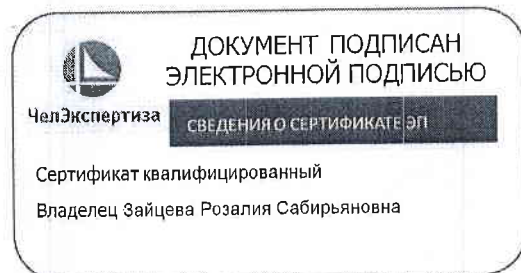 ДОКУМЕНТ ПОДПИСАН
ЭЛЕКТРОННОЙ ПОДПИСЬЮ
ЧелЭкспертиза
СВЕДЕНИЯ О СЕРТИФИКАТЕ ЭП
Сертификат квалифицированный
Владелец Зайцева Розалия Сабирьяновна